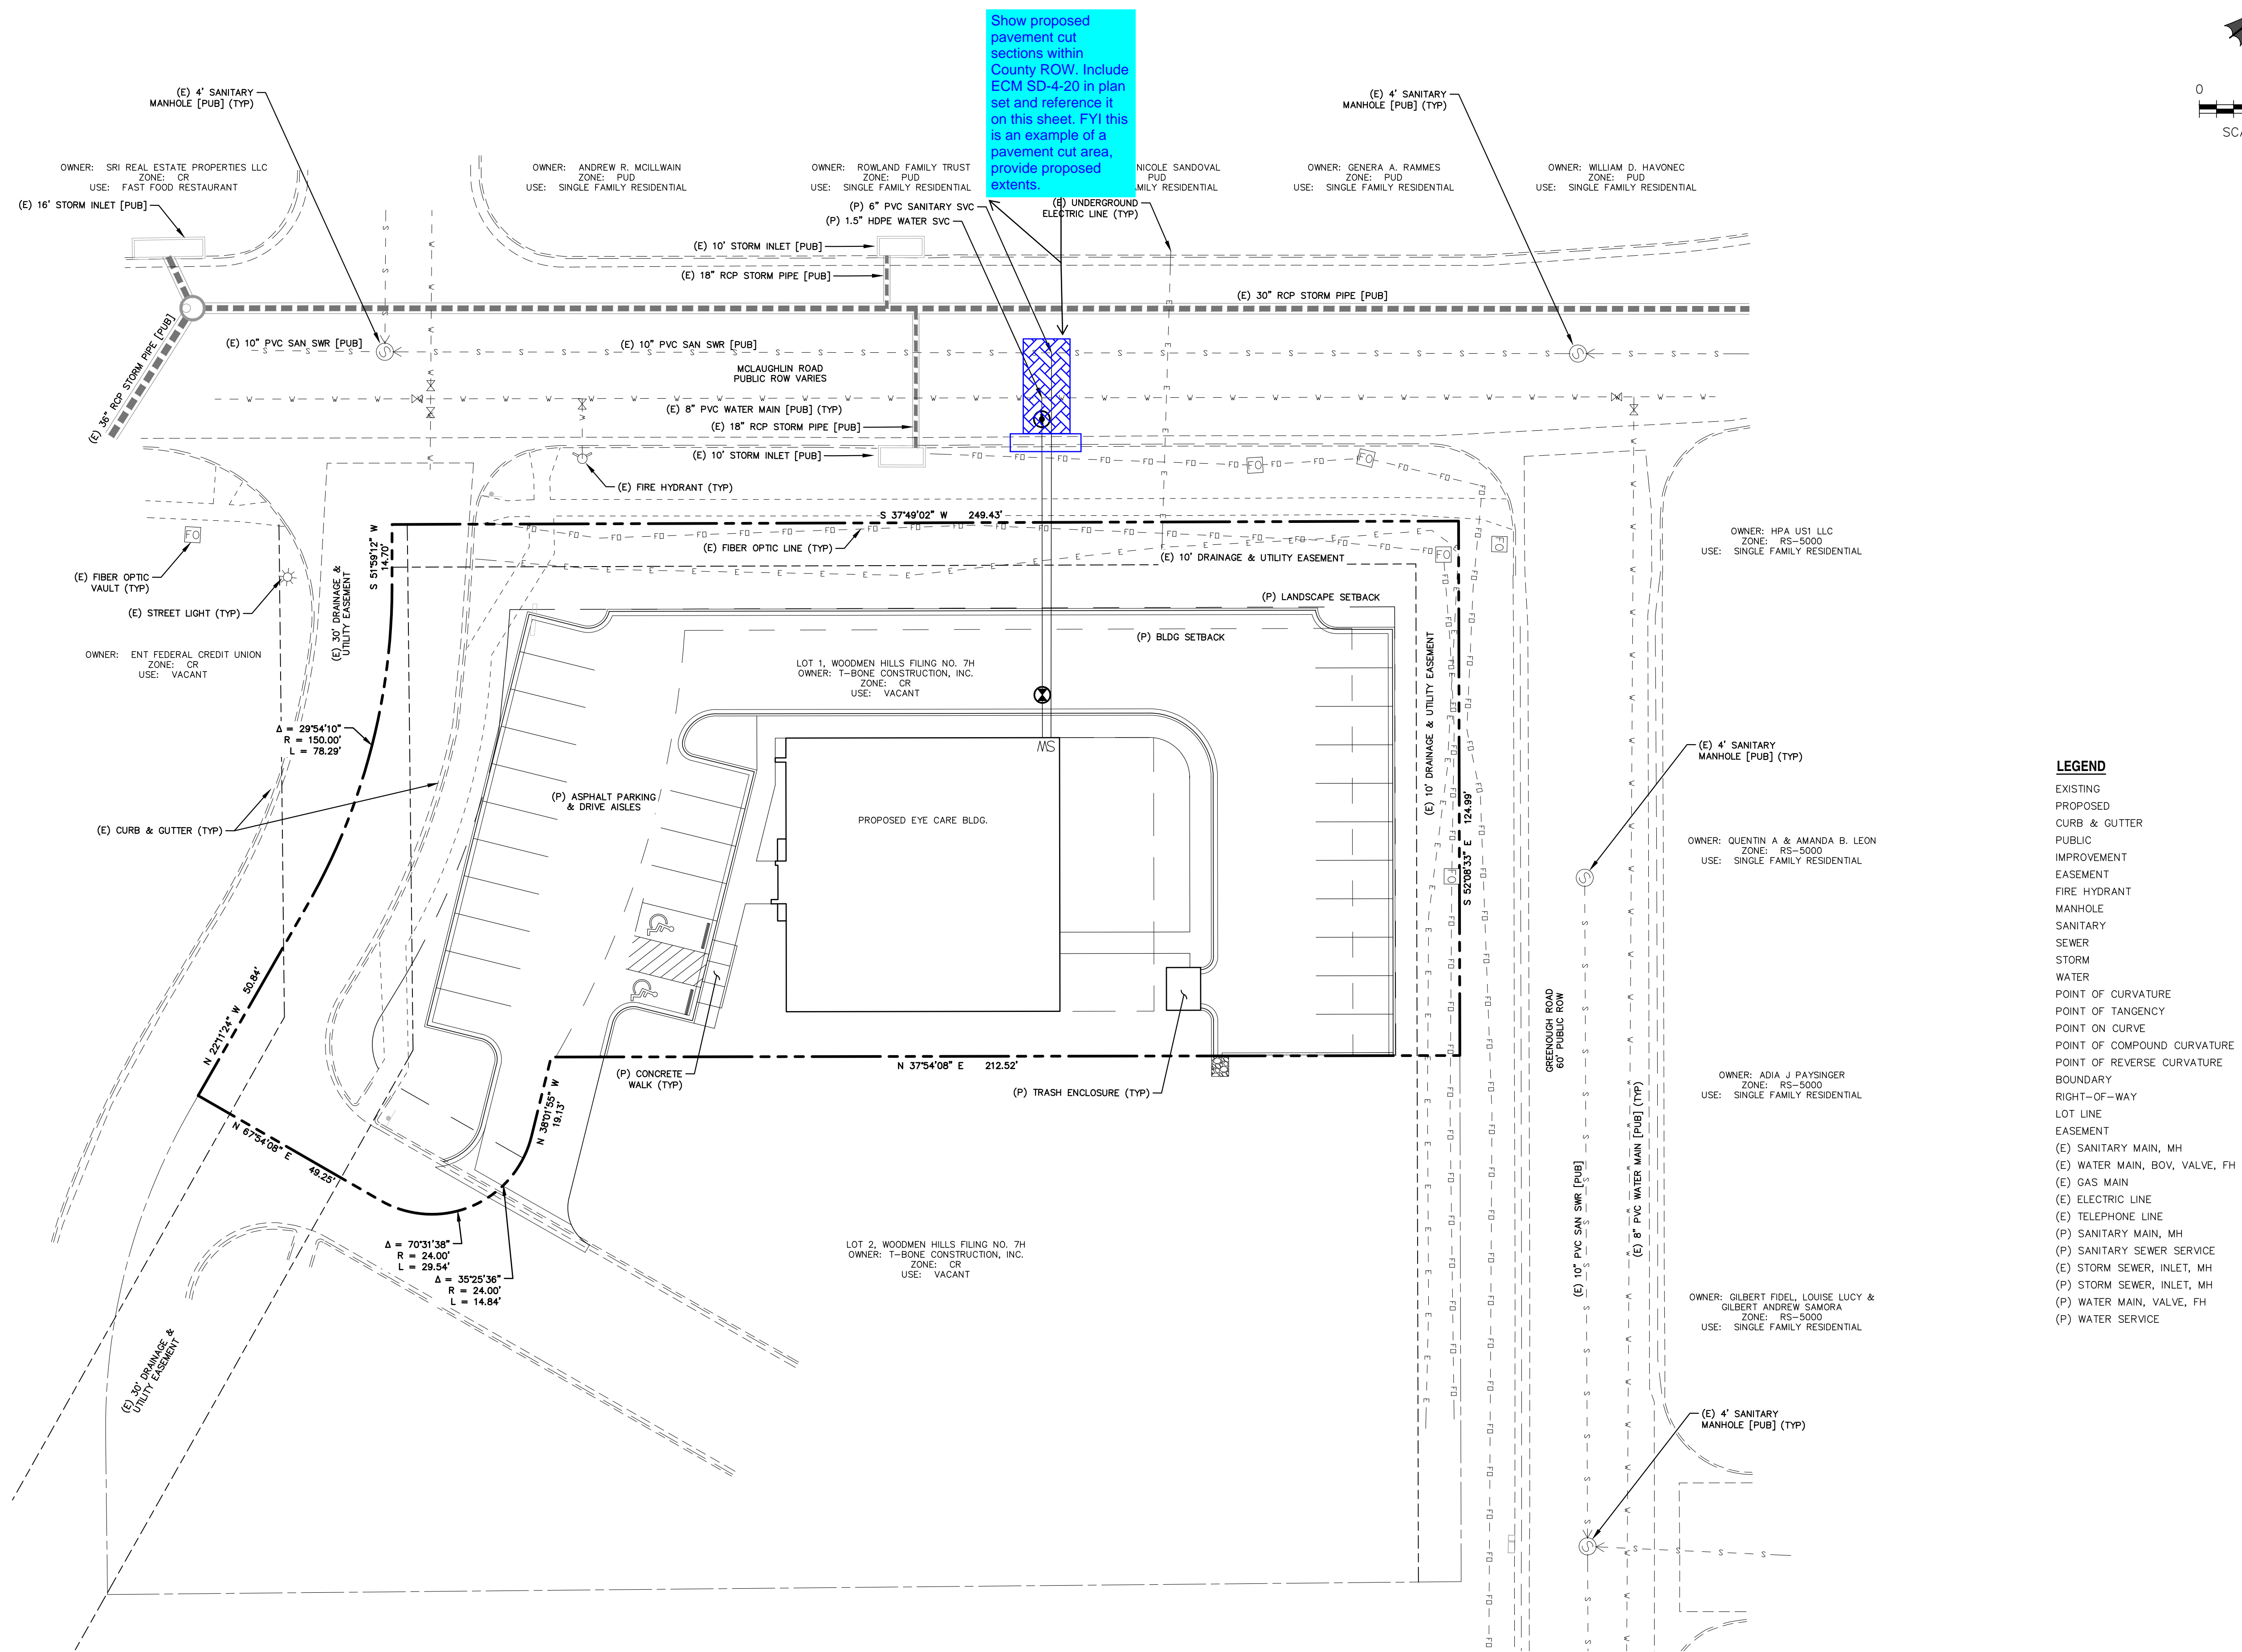 Show proposed
pavement cut
sections within
County ROW. Include
ECM SD-4-20 in plan
set and reference it
on this sheet. FYI this
is an example of a
pavement cut area,
provide proposed
extents.
(E) 4' SANITARY
MANHOLE [PUB] (TYP)
(E) 4' SANITARY
MANHOLE [PUB] (TYP)
0
OWNER: SRI REAL ESTATE PROPERTIES LLC
ZONE: CR
USE: FAST FOOD RESTAURANT
OWNER: ANDREW R. MCILLWAIN
ZONE: PUD
USE: SINGLE FAMILY RESIDENTIAL
OWNER: ROWLAND FAMILY TRUST
ZONE: PUD
USE: SINGLE FAMILY RESIDENTIAL
NICOLE SANDOVAL
PUD
RESIDENTIAL
OWNER: GENERA A. RAMMES
ZONE: PUD
USE: SINGLE FAMILY RESIDENTIAL
OWNER: WILLIAM D. HAVONEC
ZONE: PUD
USE: SINGLE FAMILY RESIDENTIAL
(E) 16' STORM INLET [PUB]
(P) 6" PVC SANITARY SVC
(P) 1.5" HDPE WATER SVC
(E) UNDERGROUND
ELECTRIC LINE (TYP)
(E) 10' STORM INLET [PUB]
(E) 18" RCP STORM PIPE [PUB]
(E) 30" RCP STORM PIPE [PUB]
(E) 36" RCP STORM PIPE [PUB]
(E) 10" PVC SAN SWR [PUB]
(E) 10" PVC SAN SWR [PUB]
MCLAUGHLIN ROAD
PUBLIC ROW VARIES
(E) 8" PVC WATER MAIN [PUB] (TYP)
(E) 18" RCP STORM PIPE [PUB]
(E) 10' STORM INLET [PUB]
(E) FIRE HYDRANT (TYP)
S 37°49'02" W 249.43'
(E) FIBER OPTIC LINE (TYP)
(E) 10' DRAINAGE & UTILITY EASEMENT
S 51°59'12" W
14.70'
FO
(E) FIBER OPTIC
VAULT (TYP)
(E) STREET LIGHT (TYP)
(E) 30' DRAINAGE &
UTILITY EASEMENT
(P) LANDSCAPE SETBACK
(P) BLDG SETBACK
OWNER: HPA US1 LLC
ZONE: RS-5000
USE: SINGLE FAMILY RESIDENTIAL
OWNER: ENT FEDERAL CREDIT UNION
ZONE: CR
USE: VACANT
LOT 1, WOODMEN HILLS FILING NO. 7H
OWNER: T-BONE CONSTRUCTION, INC.
ZONE: CR
USE: VACANT
(E) 10' DRAINAGE & UTILITY EASEMENT
Δ = 29°54'10"
R = 150.00'
L = 78.29'
(E) CURB & GUTTER (TYP)
(P) ASPHALT PARKING
& DRIVE AISLES
PROPOSED EYE CARE BLDG.
S 52°08'33" E 124.99'
(E) 4' SANITARY
MANHOLE [PUB] (TYP)
OWNER: QUENTIN A & AMANDA B. LEON
ZONE: RS-5000
USE: SINGLE FAMILY RESIDENTIAL
N 22°11'24" W 50.84'
GREENOUGH ROAD
60' PUBLIC ROW
(P) CONCRETE
WALK (TYP)
N 37°54'08" E 212.52'
(P) TRASH ENCLOSURE (TYP)
N 38°01'55" W
19.13'
N 67°54'08" E 49.25'
OWNER: ADIA J PAYSINGER
ZONE: RS-5000
USE: SINGLE FAMILY RESIDENTIAL
(E) 10" PVC SAN SWR [PUB]
(E) 8" PVC WATER MAIN [PUB] (TYP)
Δ = 70°31'38"
R = 24.00'
L = 29.54'
Δ = 35°25'36"
R = 24.00'
L = 14.84'
LOT 2, WOODMEN HILLS FILING NO. 7H
OWNER: T-BONE CONSTRUCTION, INC.
ZONE: CR
USE: VACANT
OWNER: GILBERT FIDEL, LOUISE LUCY &
GILBERT ANDREW SAMORA
ZONE: RS-5000
USE: SINGLE FAMILY RESIDENTIAL
(E) 30' DRAINAGE &
UTILITY EASEMENT
(E) 4' SANITARY
MANHOLE [PUB] (TYP)
LEGEND
EXISTING
PROPOSED
CURB & GUTTER
PUBLIC
IMPROVEMENT
EASEMENT
FIRE HYDRANT
MANHOLE
SANITARY
SEWER
STORM
WATER
POINT OF CURVATURE
POINT OF TANGENCY
POINT ON CURVE
POINT OF COMPOUND CURVATURE
POINT OF REVERSE CURVATURE
BOUNDARY
RIGHT-OF-WAY
LOT LINE
EASEMENT
(E) SANITARY MAIN, MH
(E) WATER MAIN, BOV, VALVE, FH
(E) GAS MAIN
(E) ELECTRIC LINE
(E) TELEPHONE LINE
(P) SANITARY MAIN, MH
(P) SANITARY SEWER SERVICE
(E) STORM SEWER, INLET, MH
(P) STORM SEWER, INLET, MH
(P) WATER MAIN, VALVE, FH
(P) WATER SERVICE